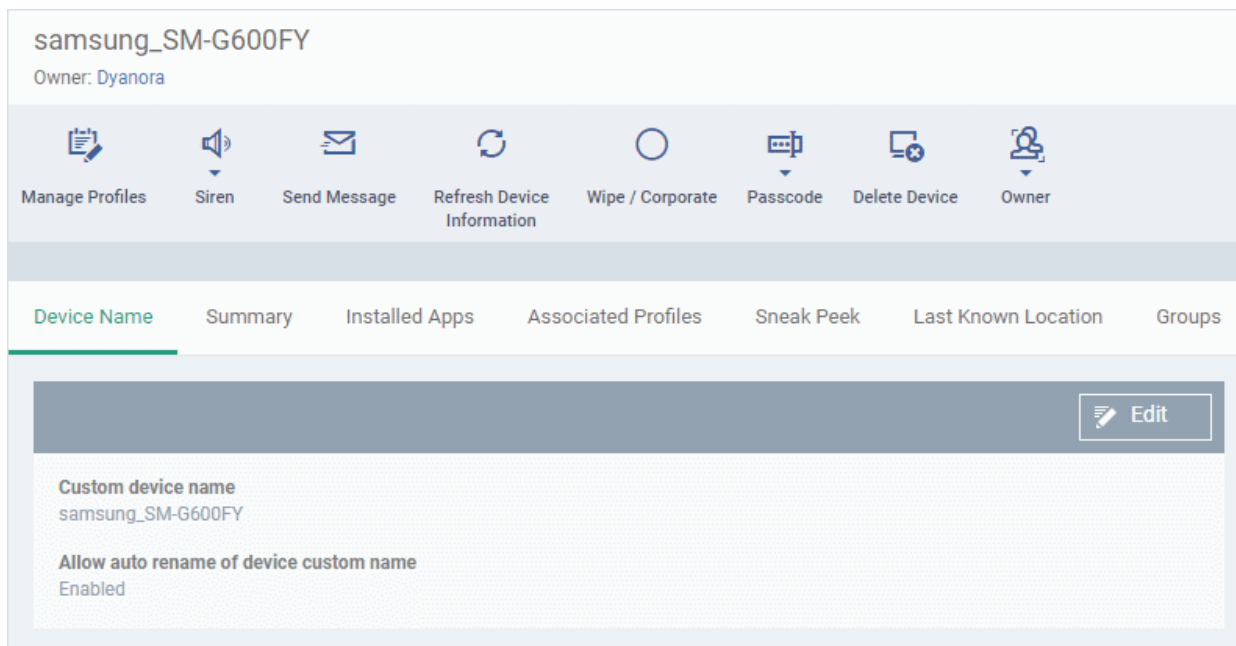 samsung_SM-G600FY
Owner: Dyanora
Manage Profiles
Siren
Send Message
Refresh Device
Information
Wipe / Corporate
Passcode
Delete Device
Owner
Device Name
Summary
Installed Apps
Associated Profiles
Sneak Peek
Last Known Location
Groups
Edit
Custom device name
samsung_SM-G600FY
Allow auto rename of device custom name
Enabled